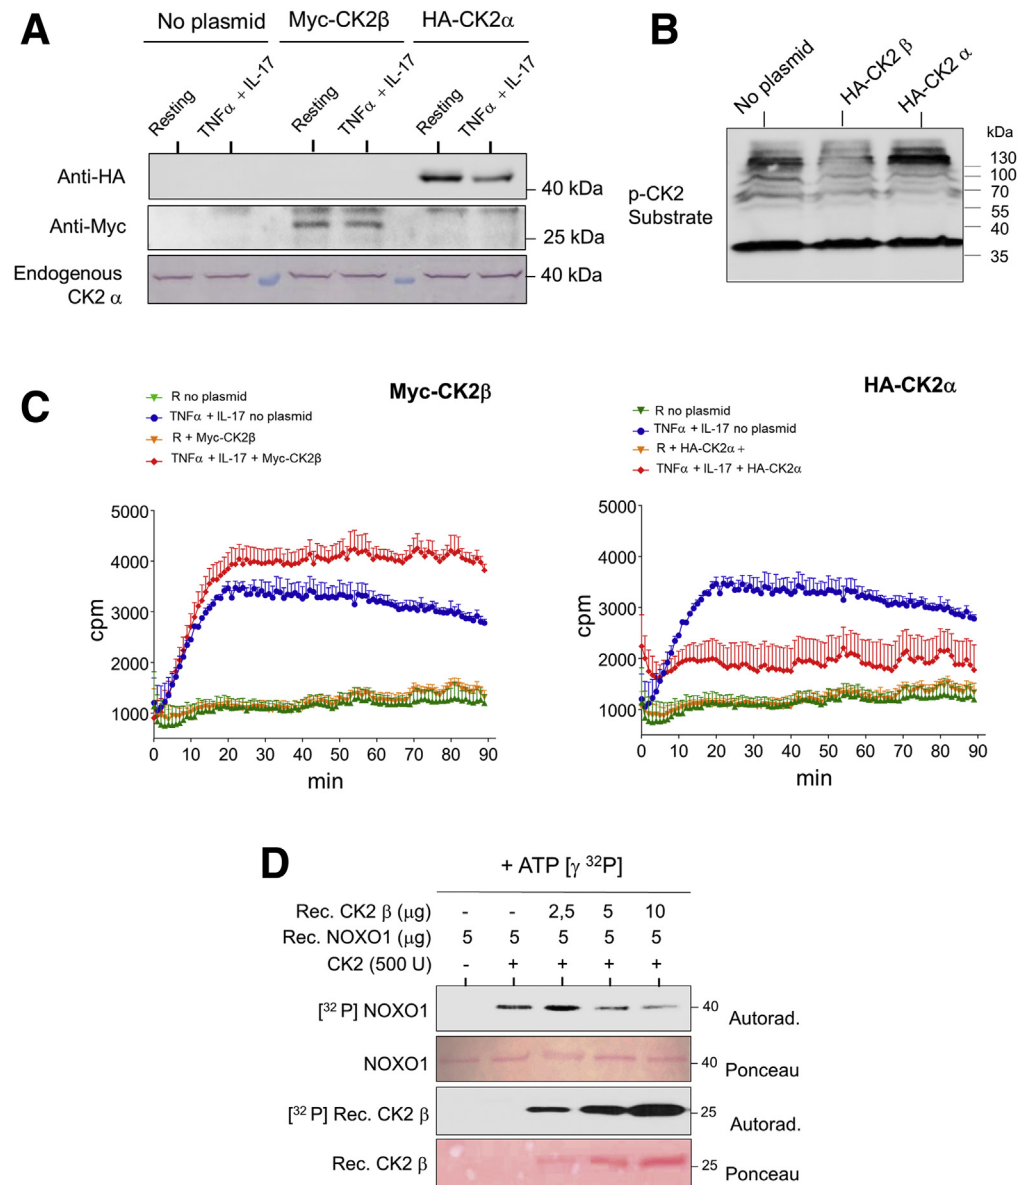 A
No plasmid
Myc-CK2β
HA-CK2α
Resting
TNFα + IL-17
Resting
TNFα + IL-17
Resting
TNFα + IL-17
Anti-HA
40 kDa
Anti-Myc
25 kDa
Endogenous
CK2 α
40 kDa
B
No plasmid
HA-CK2 β
HA-CK2 α
kDa
p-CK2
Substrate
130
100
70
55
40
35
C
Myc-CK2β
R no plasmid
TNFα + IL-17 no plasmid
R + Myc-CK2β
TNFα + IL-17 + Myc-CK2β
5000
4000
3000
2000
1000
cpm
0 10 20 30 40 50 60 70 80 90
min
HA-CK2α
R no plasmid
TNFα + IL-17 no plasmid
R + HA-CK2α +
TNFα + IL-17 + HA-CK2α
5000
4000
3000
2000
1000
cpm
0 10 20 30 40 50 60 70 80 90
min
D
+ ATP [γ ³²P]
Rec. CK2 β (μg) - - 2,5 5 10
Rec. NOXO1 (μg) 5 5 5 5 5
CK2 (500 U) - + + + +
[³² P] NOXO1
40
Autorad.
NOXO1
40
Ponceau
[³² P] Rec. CK2 β
25
Autorad.
Rec. CK2 β
25
Ponceau